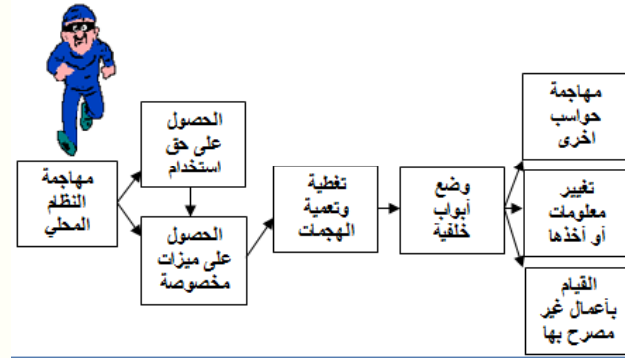 مهاجمة
النظام
المحلي
الحصول
على حق
استخدام
الحصول
على ميزات
مخصوصة
تغطية
وتعمية
الهجمات
وضع
أبواب
خلفية
مهاجمة
حواسب
اخرى
تغيير
معلومات
أو أخذها
القيام
بأعمال غير
مصرح بها